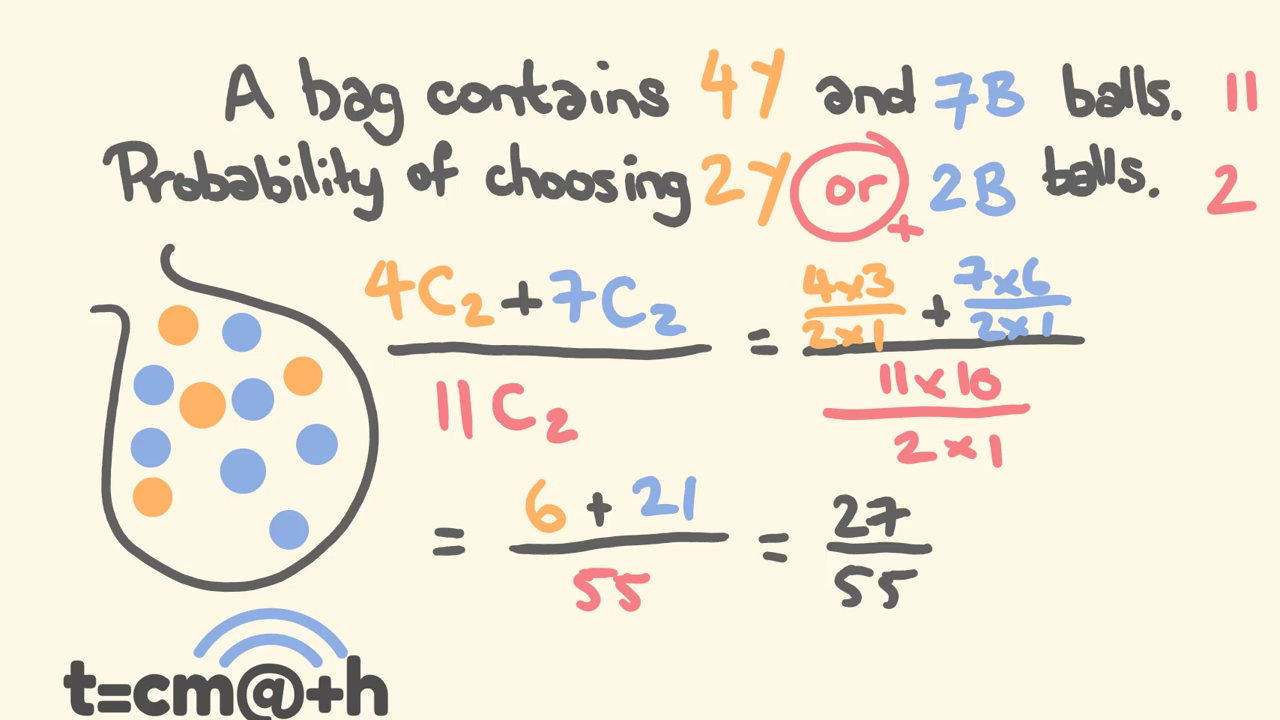 A bag contains 4Y and 7B balls. 11
Probability of choosing 2Y or + 2B balls. 2
4C₂ + 7C₂ / 11C₂ = (4x3 / 2x1 + 7x6 / 2x1) / (11x10 / 2x1)
= 6 + 21 / 55 = 27 / 55
t=cm@+h